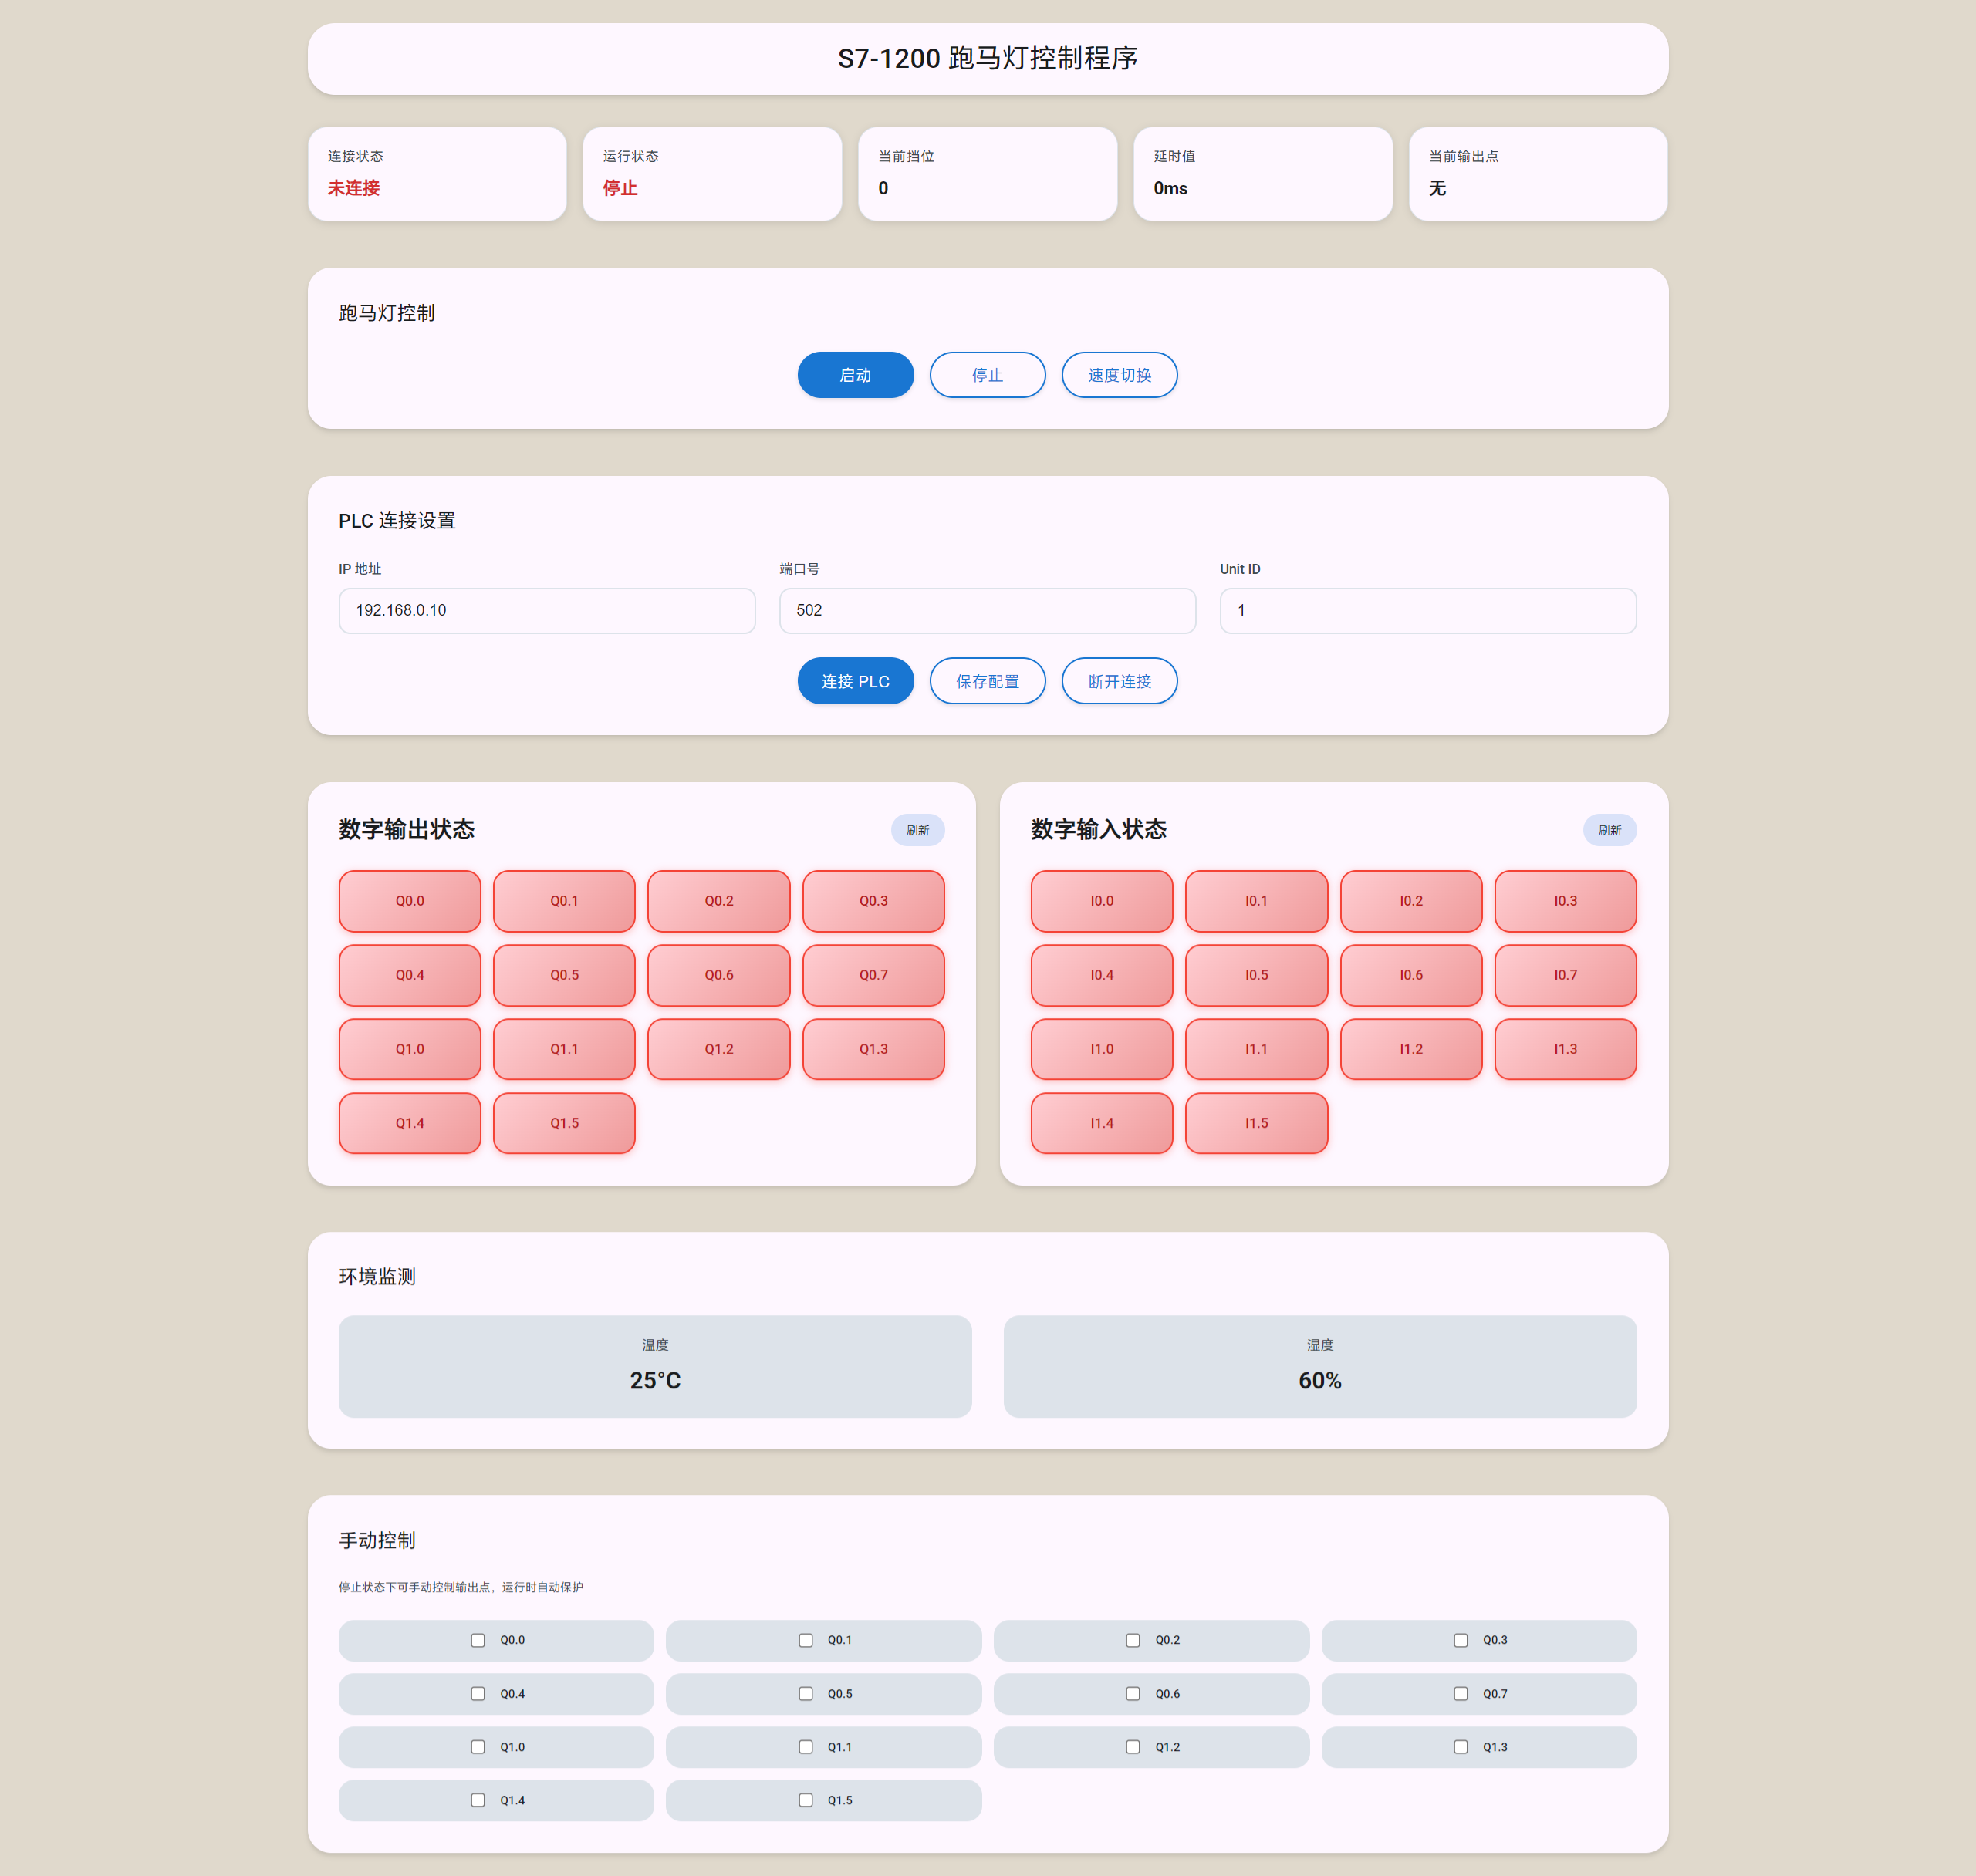 S7-1200 跑马灯控制程序
连接状态
未连接
运行状态
停止
当前挡位
0
延时值
0ms
当前输出点
无
跑马灯控制
启动 停止 速度切换
PLC 连接设置
IP 地址
192.168.0.10
端口号
502
Unit ID
1
连接 PLC 保存配置 断开连接
数字输出状态 刷新
Q0.0 Q0.1 Q0.2 Q0.3
Q0.4 Q0.5 Q0.6 Q0.7
Q1.0 Q1.1 Q1.2 Q1.3
Q1.4 Q1.5
数字输入状态 刷新
I0.0 I0.1 I0.2 I0.3
I0.4 I0.5 I0.6 I0.7
I1.0 I1.1 I1.2 I1.3
I1.4 I1.5
环境监测
温度
25°C
湿度
60%
手动控制
停止状态下可手动控制输出点，运行时自动保护
Q0.0 Q0.1 Q0.2 Q0.3
Q0.4 Q0.5 Q0.6 Q0.7
Q1.0 Q1.1 Q1.2 Q1.3
Q1.4 Q1.5